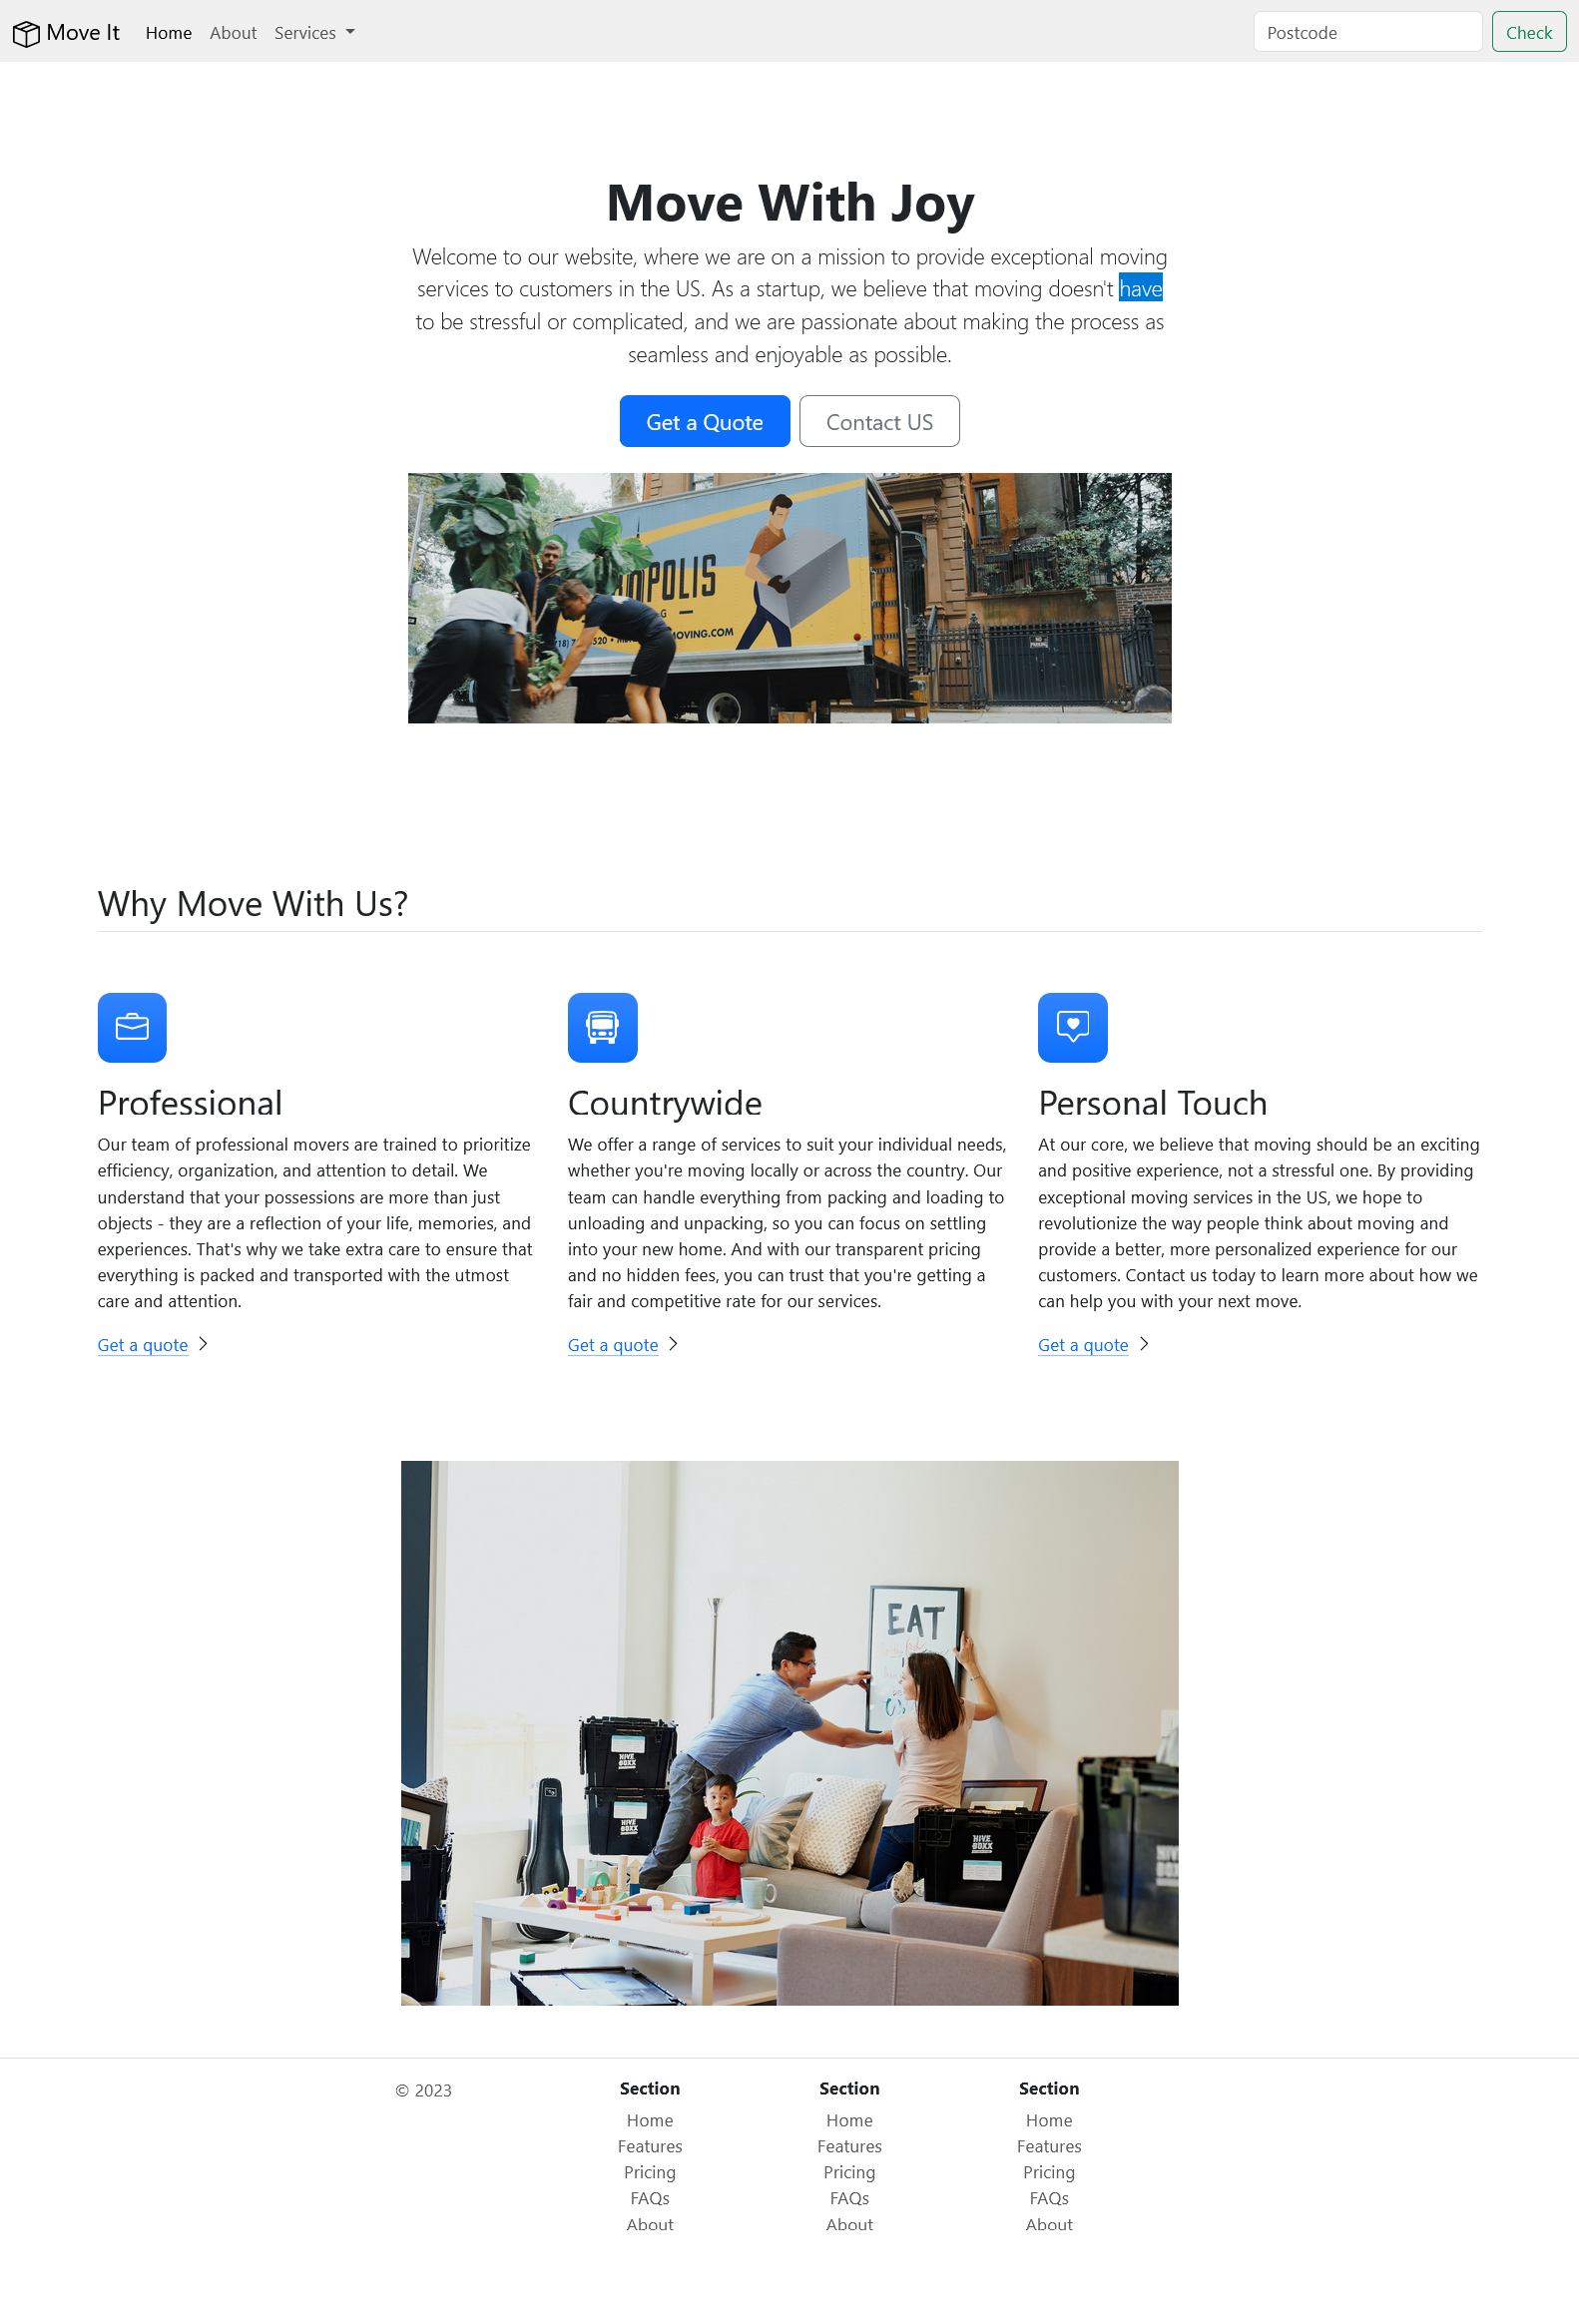 Move It Home About Services Postcode Check
Move With Joy
Welcome to our website, where we are on a mission to provide exceptional moving
services to customers in the US. As a startup, we believe that moving doesn't have
to be stressful or complicated, and we are passionate about making the process as
seamless and enjoyable as possible.
Get a Quote Contact US
OPOLIS
MOVING.COM
NO PARKING
Why Move With Us?
Professional
Our team of professional movers are trained to prioritize
efficiency, organization, and attention to detail. We
understand that your possessions are more than just
objects - they are a reflection of your life, memories, and
experiences. That's why we take extra care to ensure that
everything is packed and transported with the utmost
care and attention.
Get a quote
Countrywide
We offer a range of services to suit your individual needs,
whether you're moving locally or across the country. Our
team can handle everything from packing and loading to
unloading and unpacking, so you can focus on settling
into your new home. And with our transparent pricing
and no hidden fees, you can trust that you're getting a
fair and competitive rate for our services.
Get a quote
Personal Touch
At our core, we believe that moving should be an exciting
and positive experience, not a stressful one. By providing
exceptional moving services in the US, we hope to
revolutionize the way people think about moving and
provide a better, more personalized experience for our
customers. Contact us today to learn more about how we
can help you with your next move.
Get a quote
EAT
HIVE
BOXX
HIVE
BOXX
HIVE
BOXX
HIVE
BOXX
© 2023
Section
Home
Features
Pricing
FAQs
About
Section
Home
Features
Pricing
FAQs
About
Section
Home
Features
Pricing
FAQs
About